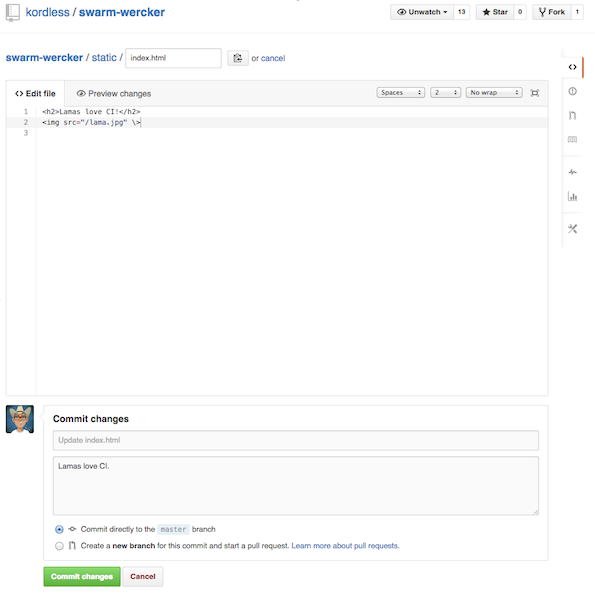 kordless / swarm-wercker
Unwatch 13 Star 0 Fork 1
swarm-wercker / static / index.html or cancel
Edit file Preview changes Spaces 2 No wrap
1 <h2>Lamas love CI!</h2>
2 <img src="/lama.jpg" \>
3
Commit changes
Update index.html
Lamas love CI.
Commit directly to the master branch
Create a new branch for this commit and start a pull request. Learn more about pull requests.
Commit changes Cancel